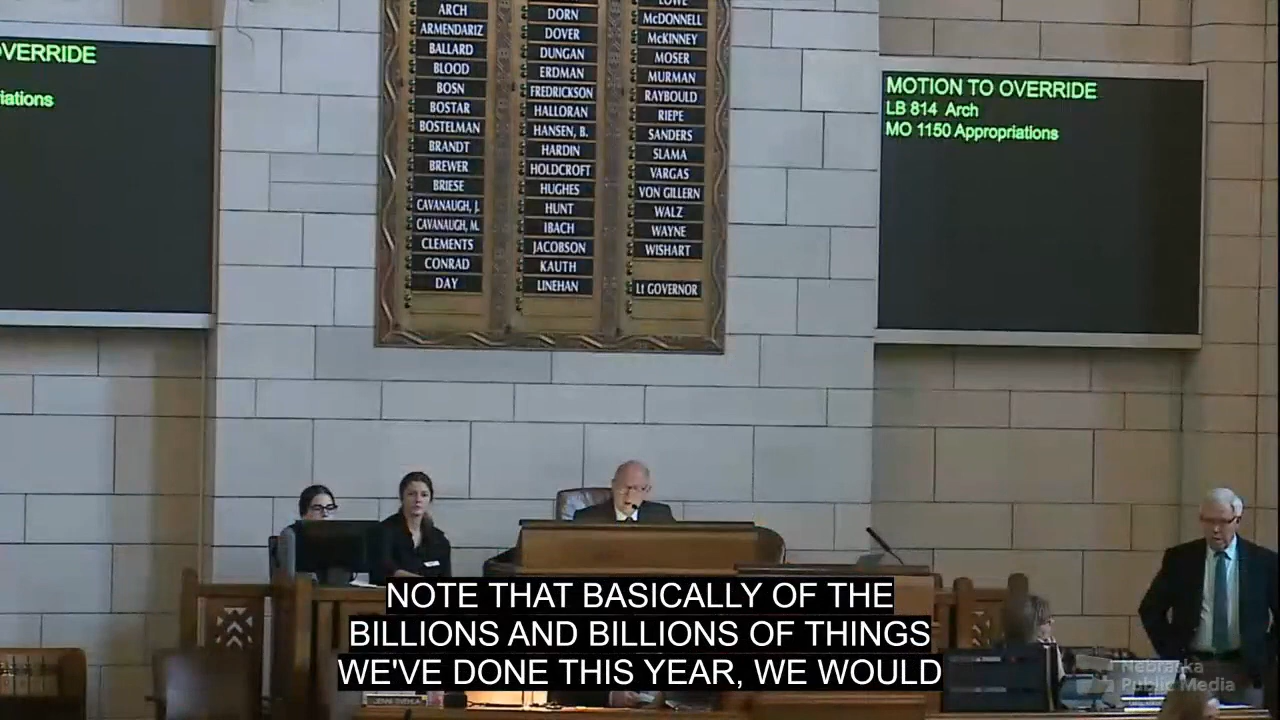 OVERRIDE
iations
ARCH
ARMENDARIZ
BALLARD
BLOOD
BOSN
BOSTAR
BOSTELMAN
BRANDT
BREWER
BRIESE
CAVANAUGH, J.
CAVANAUGH, M.
CLEMENTS
CONRAD
DAY
DORN
DOVER
DUNGAN
ERDMAN
FREDRICKSON
HALLORAN
HANSEN, B.
HARDIN
HOLDCROFT
HUGHES
HUNT
IBACH
JACOBSON
KAUTH
LINEHAN
LOWE
McDONNELL
McKINNEY
MOSER
MURMAN
RAYBOULD
RIEPE
SANDERS
SLAMA
VARGAS
VON GILLERN
WALZ
WAYNE
WISHART
Lt GOVERNOR
MOTION TO OVERRIDE
LB 814 Arch
MO 1150 Appropriations
NOTE THAT BASICALLY OF THE
BILLIONS AND BILLIONS OF THINGS
WE'VE DONE THIS YEAR, WE WOULD
Nebraska
Public Media